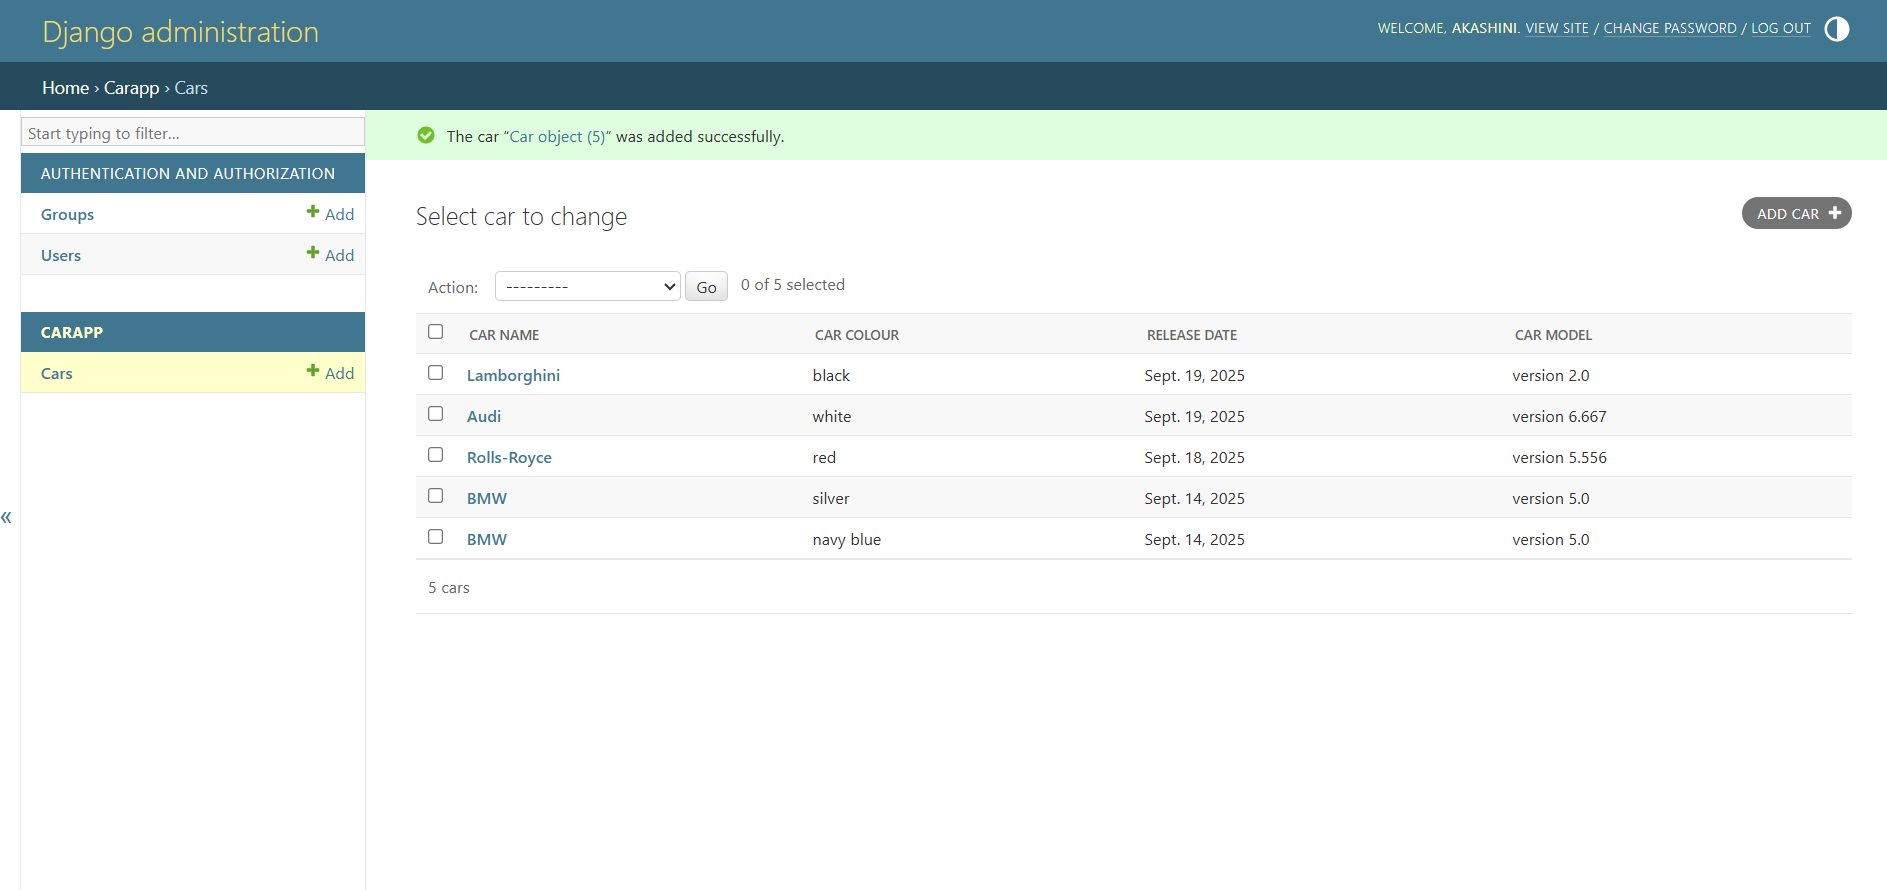 Django administration
WELCOME, AKASHINI. VIEW SITE / CHANGE PASSWORD / LOG OUT
Home › Carapp › Cars
Start typing to filter...
AUTHENTICATION AND AUTHORIZATION
Groups + Add
Users + Add
CARAPP
Cars + Add
«
The car “Car object (5)” was added successfully.
Select car to change
ADD CAR +
Action: --------- Go 0 of 5 selected
CAR NAME CAR COLOUR RELEASE DATE CAR MODEL
Lamborghini black Sept. 19, 2025 version 2.0
Audi white Sept. 19, 2025 version 6.667
Rolls-Royce red Sept. 18, 2025 version 5.556
BMW silver Sept. 14, 2025 version 5.0
BMW navy blue Sept. 14, 2025 version 5.0
5 cars